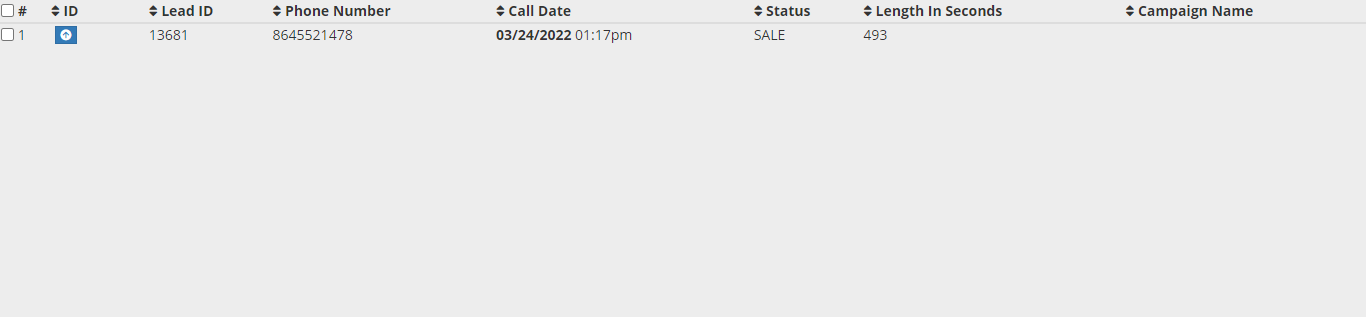 # ID Lead ID Phone Number Call Date Status Length In Seconds Campaign Name
1 13681 8645521478 03/24/2022 01:17pm SALE 493